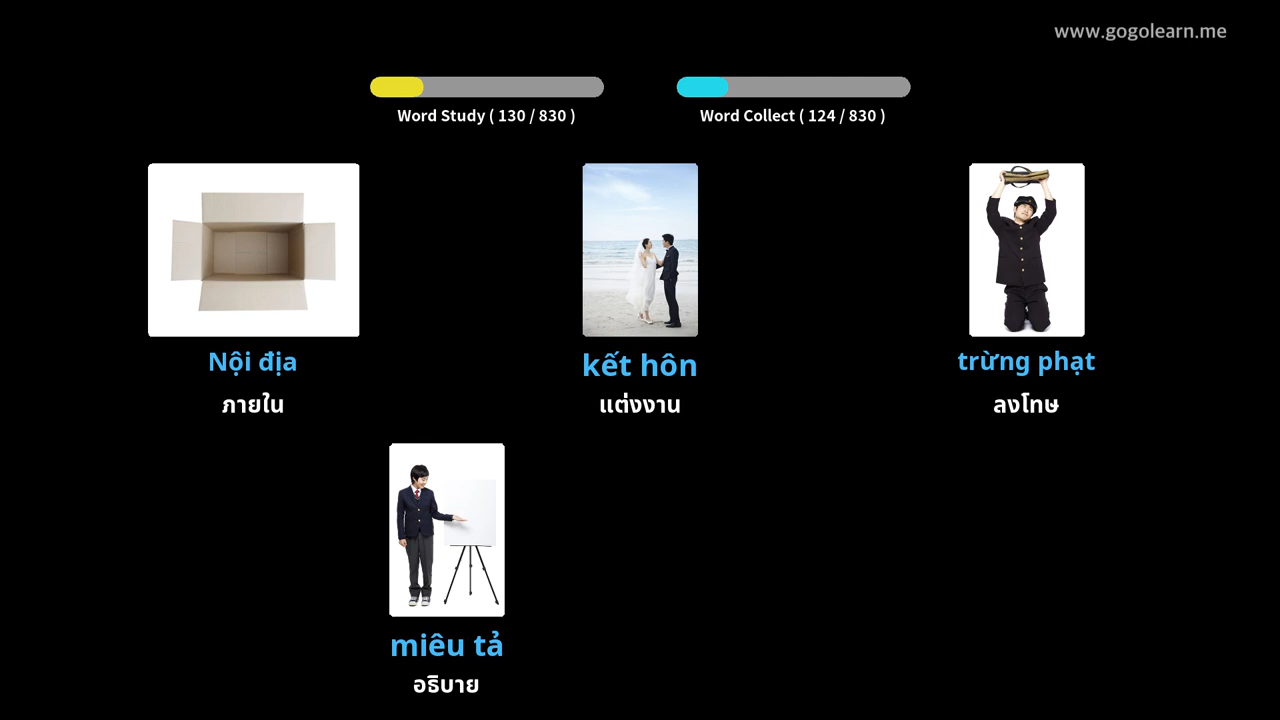 www.gogolearn.me
Word Study ( 130 / 830 )
Word Collect ( 124 / 830 )
Nội địa
ภายใน
kết hôn
แต่งงาน
trừng phạt
ลงโทษ
miêu tả
อธิบาย